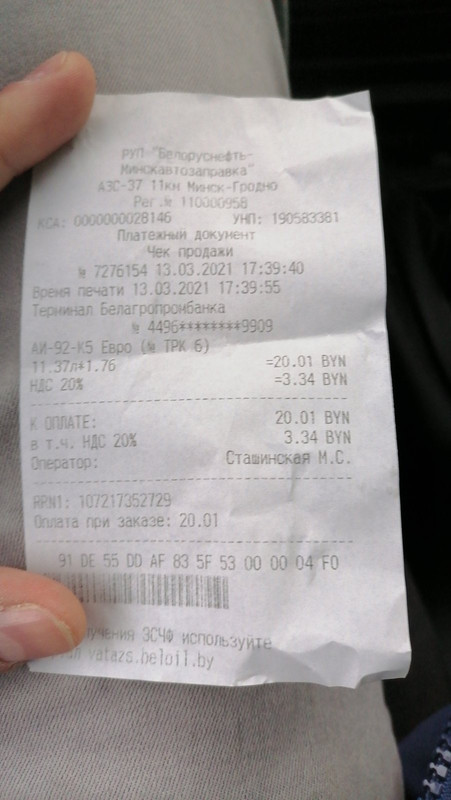 РУП "Белоруснефть-
Минскавтозаправка"
АЗС-37 11км Минск-Гродно
Рег.№ 110000958
КСА: 0000000028146 УНП: 190583381
Платежный документ
Чек продажи
№ 7276154 13.03.2021 17:39:40
Время печати 13.03.2021 17:39:55
Терминал Белагропромбанка
№ 4496********9909
АИ-92-К5 Евро (№ ТРК 6)
11.37л*1.76 =20.01 BYN
НДС 20% =3.34 BYN
К ОПЛАТЕ: 20.01 BYN
в т.ч. НДС 20% 3.34 BYN
Оператор: Сташинская М.С.
RRN1: 107217352729
Оплата при заказе: 20.01
91 DE 55 DD AF 83 5F 53 00 00 04 F0
ЭСЧФ используйте
vatazs.beloil.by